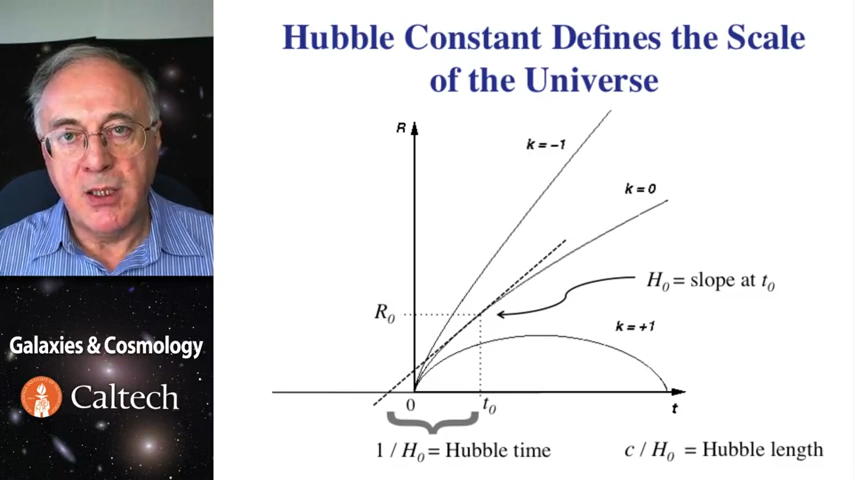 Hubble Constant Defines the Scale
of the Universe
R
k = −1
k = 0
H₀ = slope at t₀
R₀
k = +1
0
t₀
t
1 / H₀ = Hubble time
c / H₀ = Hubble length
Galaxies & Cosmology
Caltech